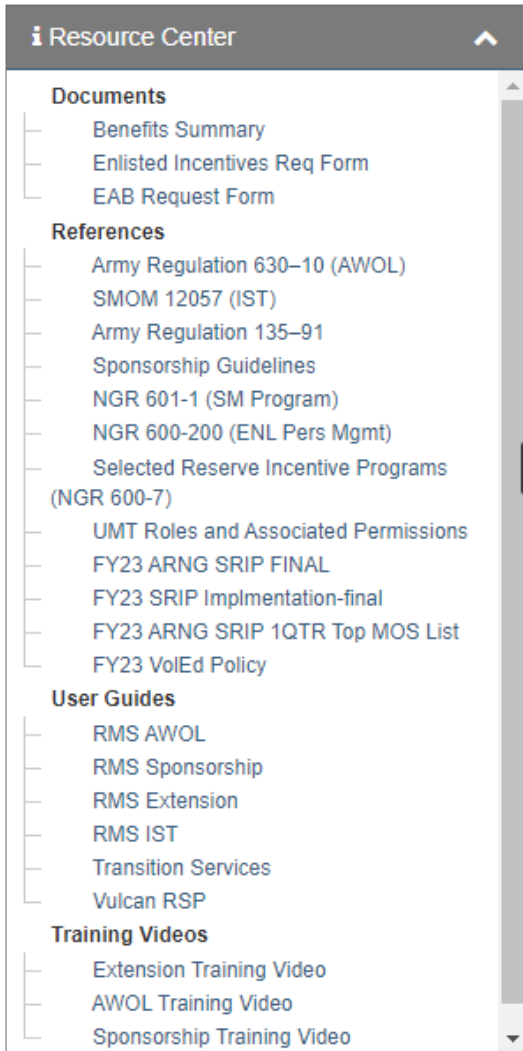 i Resource Center
Documents
Benefits Summary
Enlisted Incentives Req Form
EAB Request Form
References
Army Regulation 630–10 (AWOL)
SMOM 12057 (IST)
Army Regulation 135–91
Sponsorship Guidelines
NGR 601-1 (SM Program)
NGR 600-200 (ENL Pers Mgmt)
Selected Reserve Incentive Programs
(NGR 600-7)
UMT Roles and Associated Permissions
FY23 ARNG SRIP FINAL
FY23 SRIP Implmentation-final
FY23 ARNG SRIP 1QTR Top MOS List
FY23 VolEd Policy
User Guides
RMS AWOL
RMS Sponsorship
RMS Extension
RMS IST
Transition Services
Vulcan RSP
Training Videos
Extension Training Video
AWOL Training Video
Sponsorship Training Video